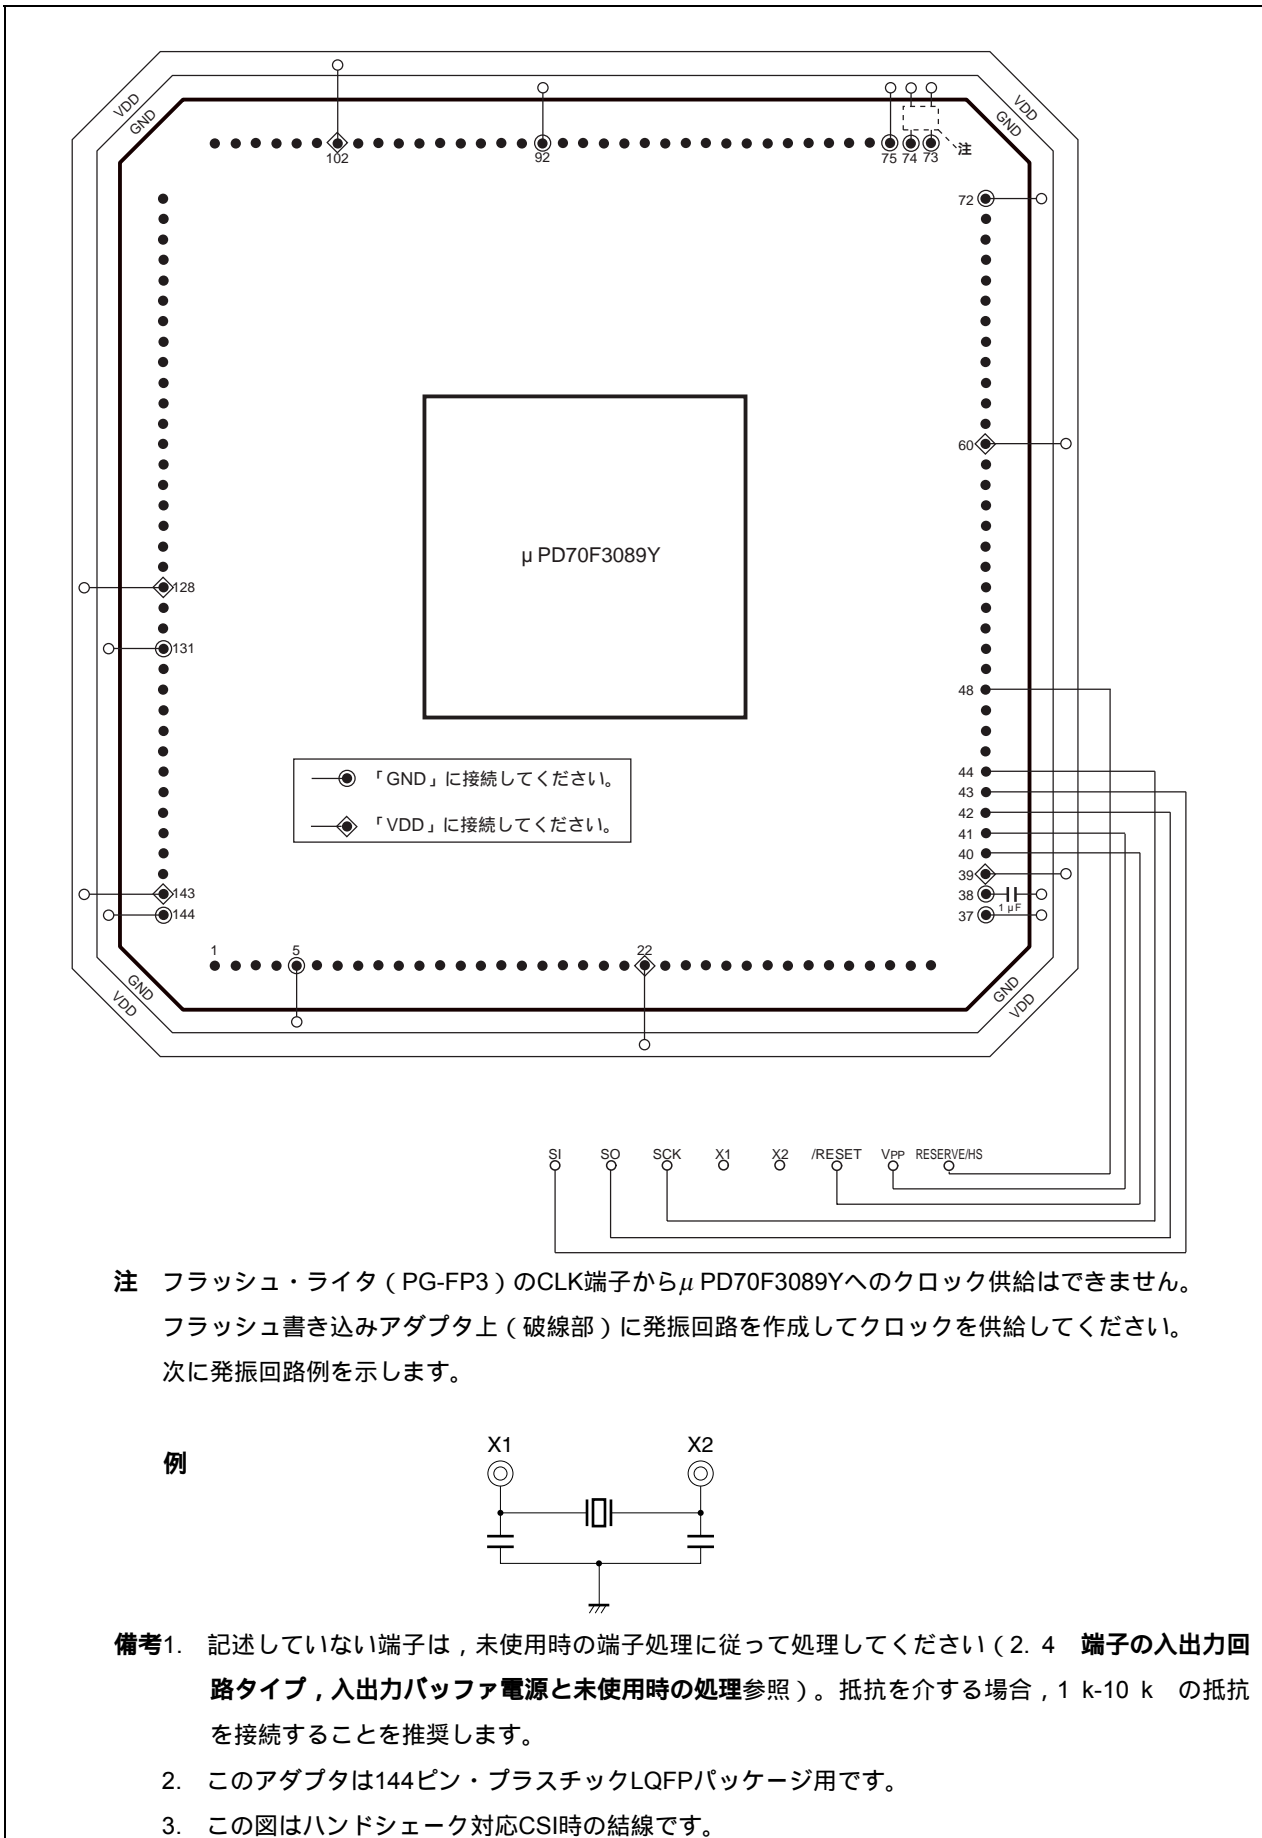 VDD
GND
VDD
GND
102
92
75
74
73
注
72
60
μ PD70F3089Y
128
131
48
「GND」に接続してください。
「VDD」に接続してください。
44
43
42
41
40
39
38
1 μF
37
143
144
1
5
22
GND
VDD
GND
VDD
SI SO SCK X1 X2 /RESET VPP RESERVE/HS
注 フラッシュ・ライタ(PG-FP3)のCLK端子からμ PD70F3089Yへのクロック供給はできません。
フラッシュ書き込みアダプタ上(破線部)に発振回路を作成してクロックを供給してください。
次に発振回路例を示します。
例
X1 X2
備考1. 記述していない端子は,未使用時の端子処理に従って処理してください(2. 4 端子の入出力回
路タイプ,入出力バッファ電源と未使用時の処理参照)。抵抗を介する場合,1 k-10 k の抵抗
を接続することを推奨します。
2. このアダプタは144ピン・プラスチックLQFPパッケージ用です。
3. この図はハンドシェーク対応CSI時の結線です。